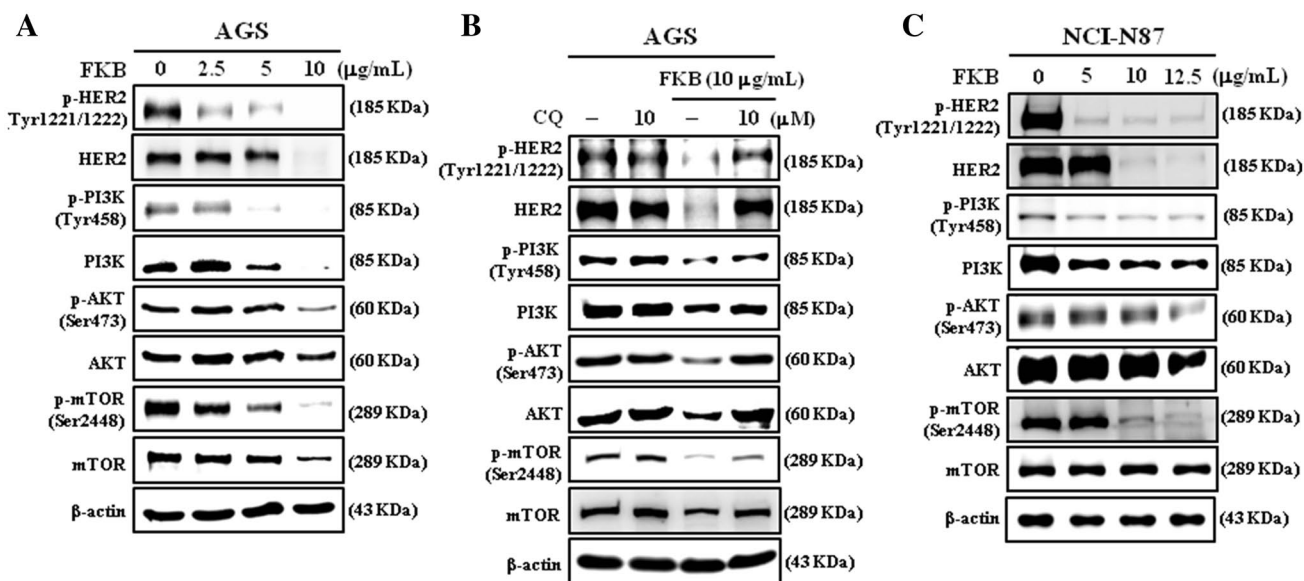 A
AGS
FKB 0 2.5 5 10 (µg/mL)
p-HER2
(Tyr1221/1222) (185 KDa)
HER2 (185 KDa)
p-PI3K
(Tyr458) (85 KDa)
PI3K (85 KDa)
p-AKT
(Ser473) (60 KDa)
AKT (60 KDa)
p-mTOR
(Ser2448) (289 KDa)
mTOR (289 KDa)
β-actin (43 KDa)
B
AGS
FKB (10 µg/mL)
CQ – 10 – 10 (µM)
p-HER2
(Tyr1221/1222) (185 KDa)
HER2 (185 KDa)
p-PI3K
(Tyr458) (85 KDa)
PI3K (85 KDa)
p-AKT
(Ser473) (60 KDa)
AKT (60 KDa)
p-mTOR
(Ser2448) (289 KDa)
mTOR (289 KDa)
β-actin (43 KDa)
C
NCI-N87
FKB 0 5 10 12.5 (µg/mL)
p-HER2
(Tyr1221/1222) (185 KDa)
HER2 (185 KDa)
p-PI3K
(Tyr458) (85 KDa)
PI3K (85 KDa)
p-AKT
(Ser473) (60 KDa)
AKT (60 KDa)
p-mTOR
(Ser2448) (289 KDa)
mTOR (289 KDa)
β-actin (43 KDa)